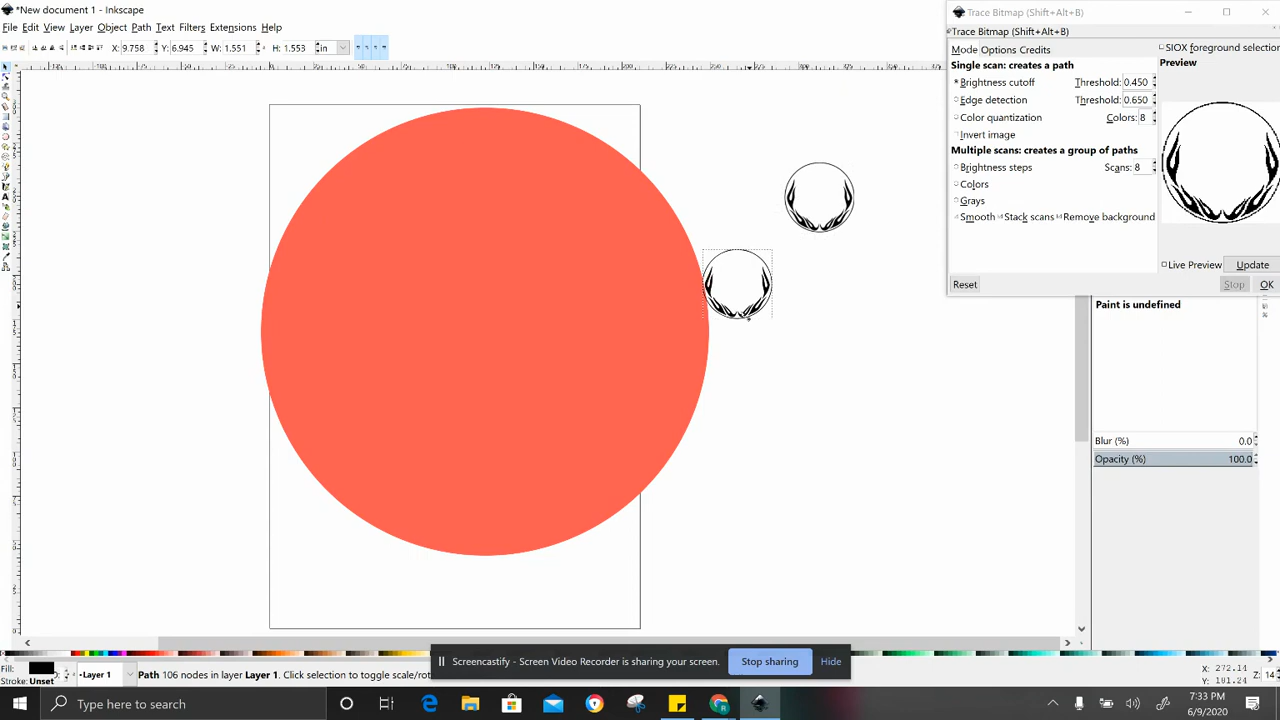 *New document 1 - Inkscape
File Edit View Layer Object Path Text Filters Extensions Help
X: 9.758 Y: 6.945 W: 1.551 H: 1.553 in
Trace Bitmap (Shift+Alt+B)
Trace Bitmap (Shift+Alt+B)
Mode Options Credits
SIOX foreground selection
Single scan: creates a path
Preview
Brightness cutoff Threshold: 0.450
Edge detection Threshold: 0.650
Color quantization Colors: 8
Invert image
Multiple scans: creates a group of paths
Brightness steps Scans: 8
Colors
Grays
Smooth Stack scans Remove background
Live Preview Update
Reset Stop OK
Paint is undefined
Blur (%) 0.0
Opacity (%) 100.0
Screencastify - Screen Video Recorder is sharing your screen. Stop sharing Hide
Fill:
Stroke: Unset
Layer 1
Path 106 nodes in layer Layer 1. Click selection to toggle scale/rot
X: 272.14
Y: 181.24
Z: 14
Type here to search
7:33 PM
6/9/2020